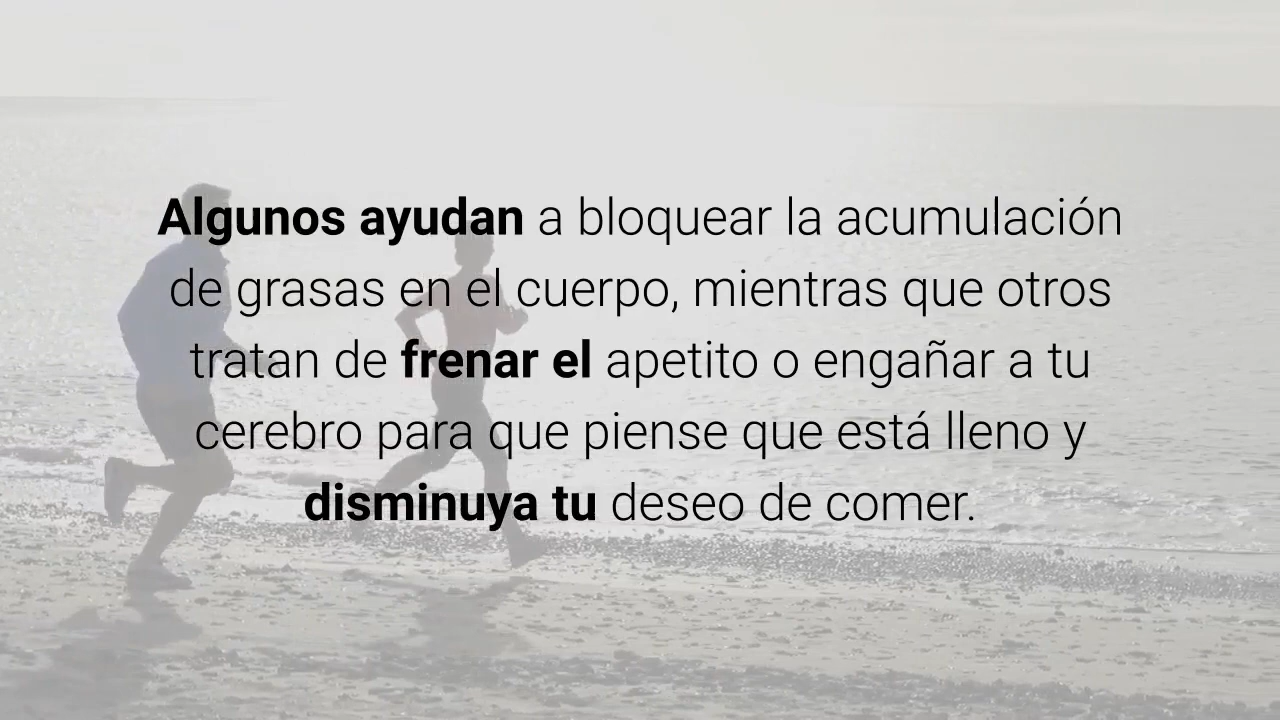 Algunos ayudan a bloquear la acumulación
de grasas en el cuerpo, mientras que otros
tratan de frenar el apetito o engañar a tu
cerebro para que piense que está lleno y
disminuya tu deseo de comer.